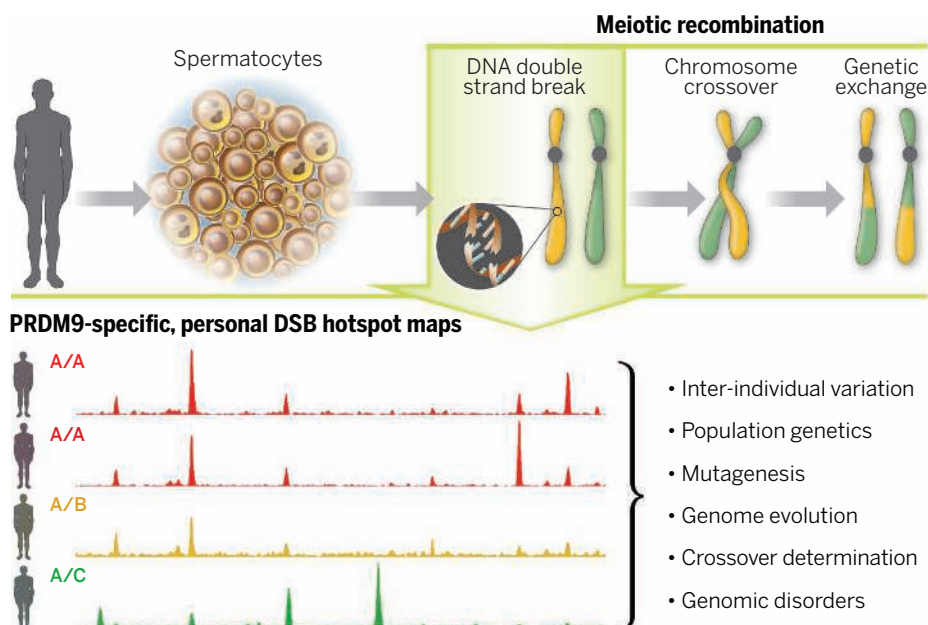 Meiotic recombination
Spermatocytes
DNA double
strand break
Chromosome
crossover
Genetic
exchange
PRDM9-specific, personal DSB hotspot maps
A/A
A/A
A/B
A/C
• Inter-individual variation
• Population genetics
• Mutagenesis
• Genome evolution
• Crossover determination
• Genomic disorders